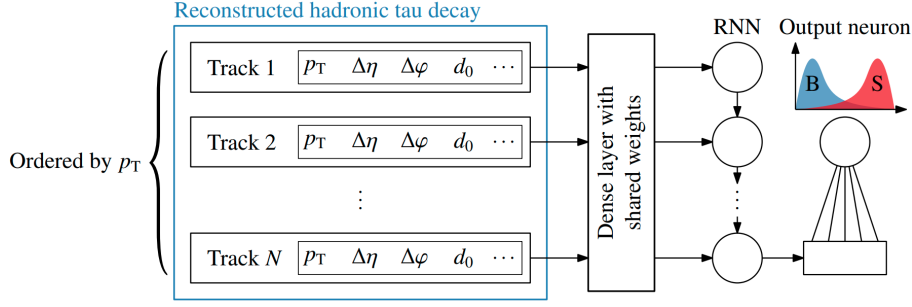 Reconstructed hadronic tau decay
RNN
Output neuron
Track 1 pT Δη Δφ d0 ⋯
B S
Track 2 pT Δη Δφ d0 ⋯
Ordered by pT
⋮
Track N pT Δη Δφ d0 ⋯
Dense layer with
shared weights
⋮